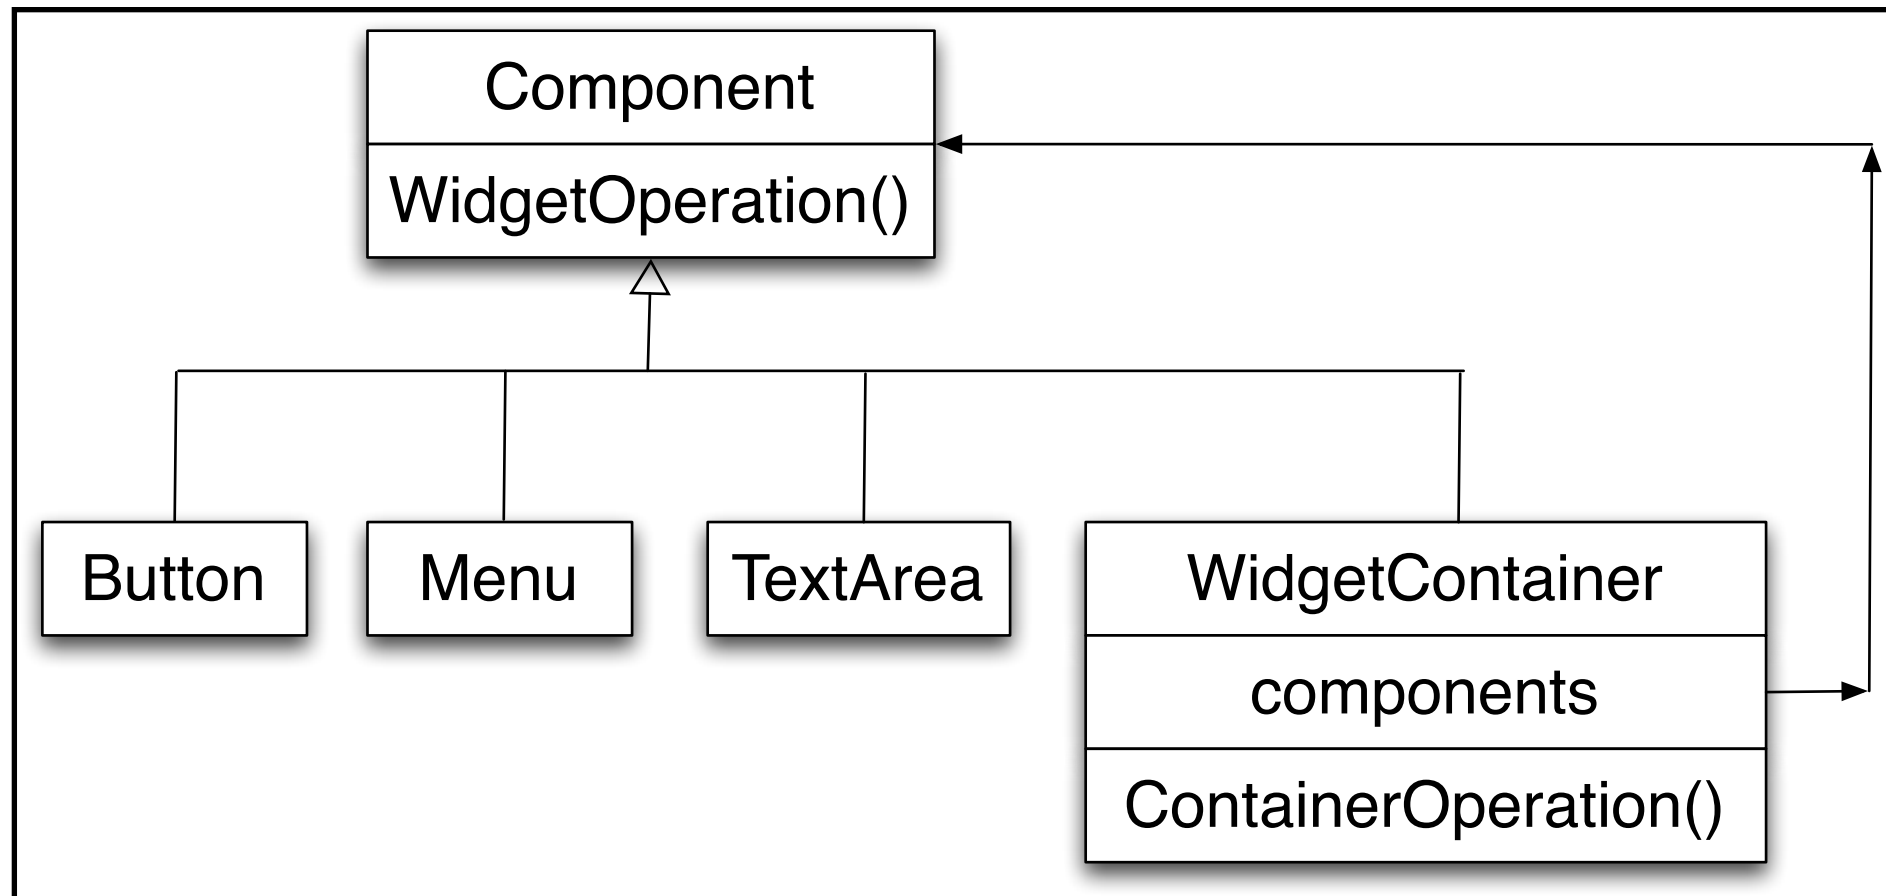 Component
WidgetOperation()
Button
Menu
TextArea
WidgetContainer
components
ContainerOperation()